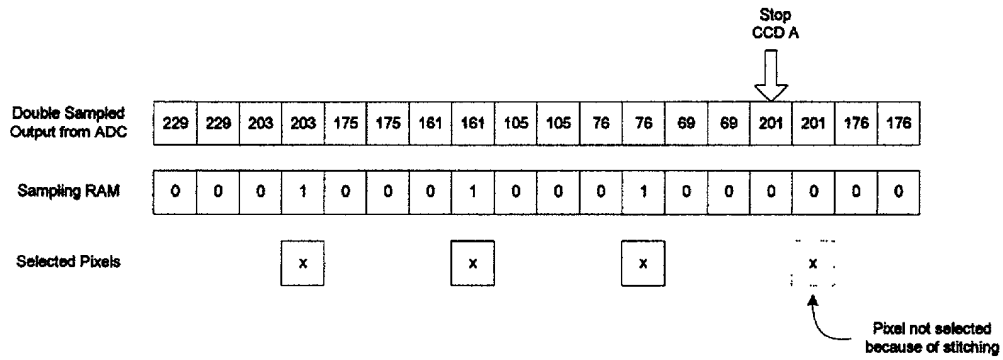 Stop
CCD A
Double Sampled
Output from ADC
229 229 203 203 175 175 161 161 105 105 76 76 69 69 201 201 176 176
Sampling RAM
0 0 0 1 0 0 0 1 0 0 0 1 0 0 0 0 0 0
Selected Pixels
x x x x
Pixel not selected
because of stitching